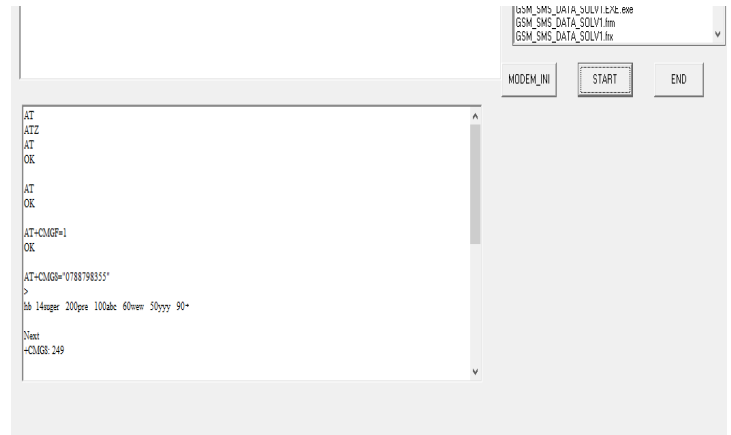 GSM_SMS_DATA_SOLV1.EXE.exe
GSM_SMS_DATA_SOLV1.frm
GSM_SMS_DATA_SOLV1.frx
MODEM_INI START END
AT
ATZ
AT
OK
AT
OK
AT+CMGF=1
OK
AT+CMGS="0788798355"
>
hb 14suger 200pre 100abc 60wew 50yyy 90→
Next
+CMGS: 249